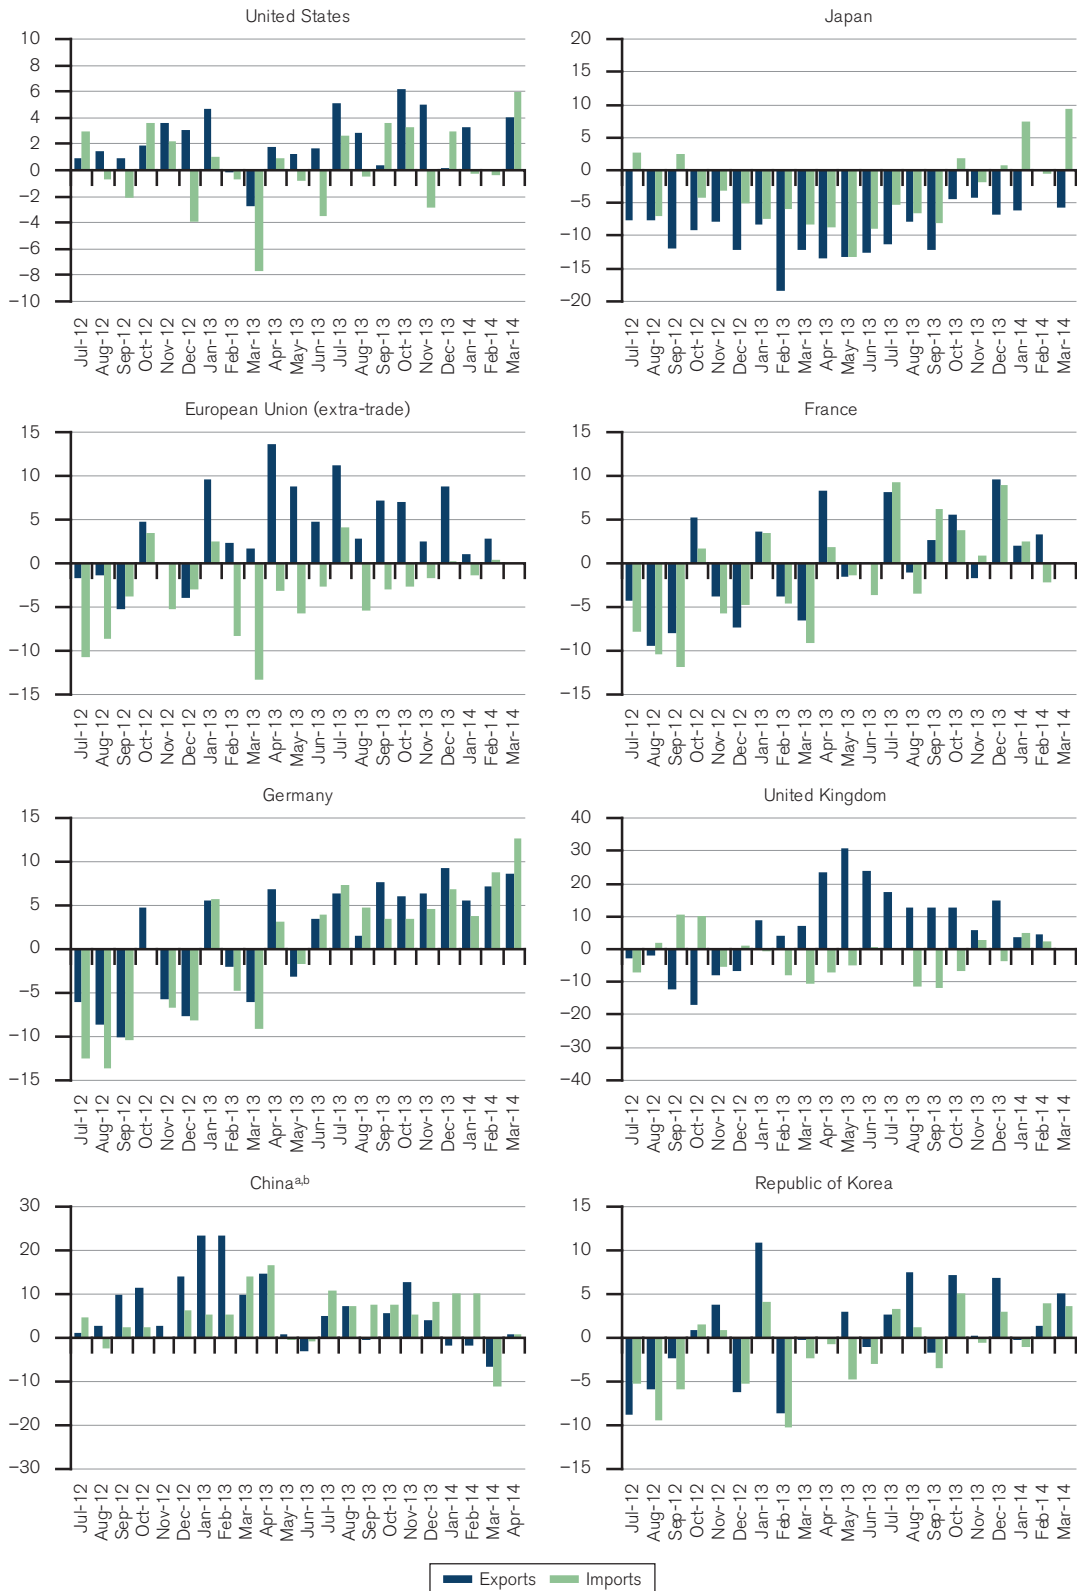 United States
10
8
6
4
2
0
−2
−4
−6
−8
−10
Jul-12
Aug-12
Sep-12
Oct-12
Nov-12
Dec-12
Jan-13
Feb-13
Mar-13
Apr-13
May-13
Jun-13
Jul-13
Aug-13
Sep-13
Oct-13
Nov-13
Dec-13
Jan-14
Feb-14
Mar-14
Japan
20
15
10
5
0
−5
−10
−15
−20
Jul-12
Aug-12
Sep-12
Oct-12
Nov-12
Dec-12
Jan-13
Feb-13
Mar-13
Apr-13
May-13
Jun-13
Jul-13
Aug-13
Sep-13
Oct-13
Nov-13
Dec-13
Jan-14
Feb-14
Mar-14
European Union (extra-trade)
15
10
5
0
−5
−10
−15
Jul-12
Aug-12
Sep-12
Oct-12
Nov-12
Dec-12
Jan-13
Feb-13
Mar-13
Apr-13
May-13
Jun-13
Jul-13
Aug-13
Sep-13
Oct-13
Nov-13
Dec-13
Jan-14
Feb-14
Mar-14
France
15
10
5
0
−5
−10
−15
Jul-12
Aug-12
Sep-12
Oct-12
Nov-12
Dec-12
Jan-13
Feb-13
Mar-13
Apr-13
May-13
Jun-13
Jul-13
Aug-13
Sep-13
Oct-13
Nov-13
Dec-13
Jan-14
Feb-14
Mar-14
Germany
15
10
5
0
−5
−10
−15
Jul-12
Aug-12
Sep-12
Oct-12
Nov-12
Dec-12
Jan-13
Feb-13
Mar-13
Apr-13
May-13
Jun-13
Jul-13
Aug-13
Sep-13
Oct-13
Nov-13
Dec-13
Jan-14
Feb-14
Mar-14
United Kingdom
40
30
20
10
0
−10
−20
−30
−40
Jul-12
Aug-12
Sep-12
Oct-12
Nov-12
Dec-12
Jan-13
Feb-13
Mar-13
Apr-13
May-13
Jun-13
Jul-13
Aug-13
Sep-13
Oct-13
Nov-13
Dec-13
Jan-14
Feb-14
Mar-14
China a,b
30
20
10
0
−10
−20
−30
Jul-12
Aug-12
Sep-12
Oct-12
Nov-12
Dec-12
Jan-13
Feb-13
Mar-13
Apr-13
May-13
Jun-13
Jul-13
Aug-13
Sep-13
Oct-13
Nov-13
Dec-13
Jan-14
Feb-14
Mar-14
Apr-14
Republic of Korea
15
10
5
0
−5
−10
−15
Jul-12
Aug-12
Sep-12
Oct-12
Nov-12
Dec-12
Jan-13
Feb-13
Mar-13
Apr-13
May-13
Jun-13
Jul-13
Aug-13
Sep-13
Oct-13
Nov-13
Dec-13
Jan-14
Feb-14
Mar-14
Exports Imports